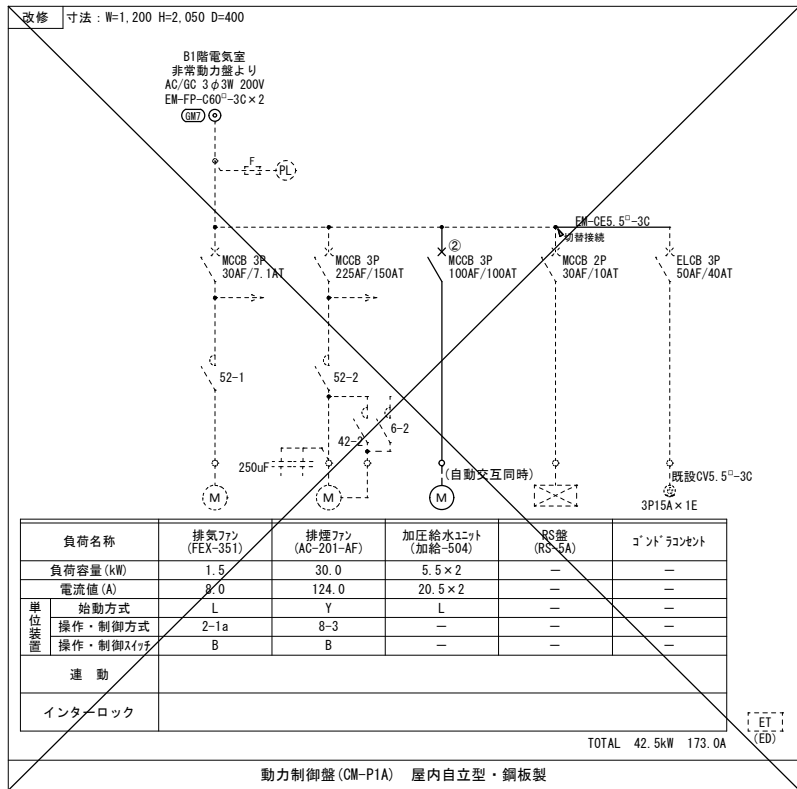 改修 寸法：W=1,200 H=2,050 D=400
B1階電気室
非常動力盤より
AC/GC 3φ3W 200V
EM-FP-C60□-3C×2
GM7
F
PL
EM-CE5.5□-3C
切替接続
②
MCCB 3P
30AF/7.1AT
MCCB 3P
225AF/150AT
MCCB 3P
100AF/100AT
MCCB 2P
30AF/10AT
ELCB 3P
50AF/40AT
52-1
52-2
42-2
6-2
250uF
(自動交互同時)
既設CV5.5□-3C
M
M
M
3P15A×1E
負荷名称 排気ファン (FEX-351) 排煙ファン (AC-201-AF) 加圧給水ユニット (加給-504) RS盤 (RS-5A) ゴンドラコンセント
負荷容量(kW) 1.5 30.0 5.5×2 － －
電流値(A) 8.0 124.0 20.5×2 － －
単位装置
始動方式 L Y L － －
操作・制御方式 2-1a 8-3 － － －
操作・制御スイッチ B B － － －
連 動
インターロック
TOTAL 42.5kW 173.0A
ET
(ED)
動力制御盤(CM-P1A) 屋内自立型・鋼板製